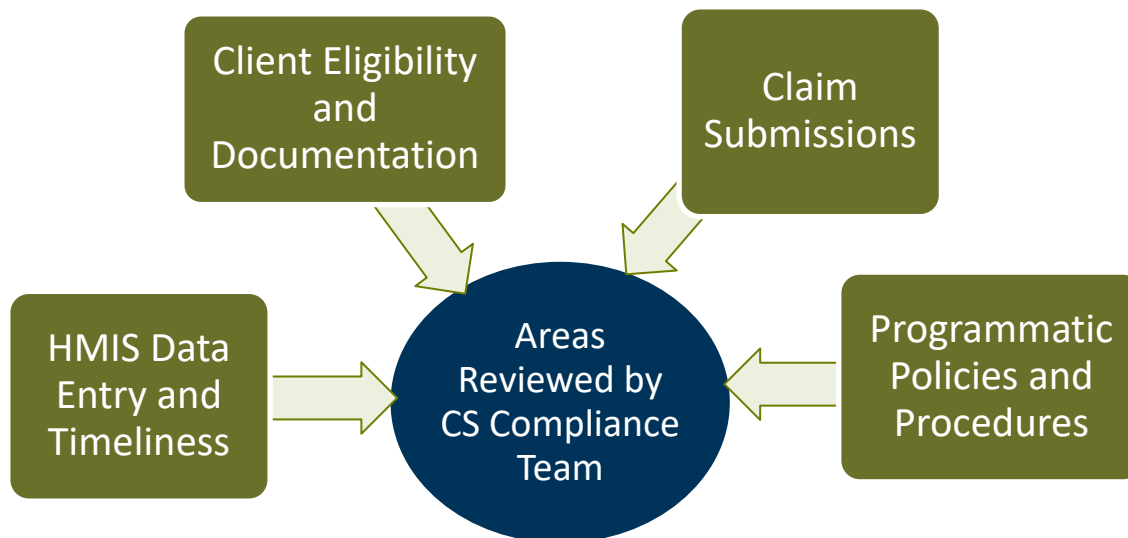 Client Eligibility
and
Documentation
Claim
Submissions
HMIS Data
Entry and
Timeliness
Areas
Reviewed by
CS Compliance
Team
Programmatic
Policies and
Procedures